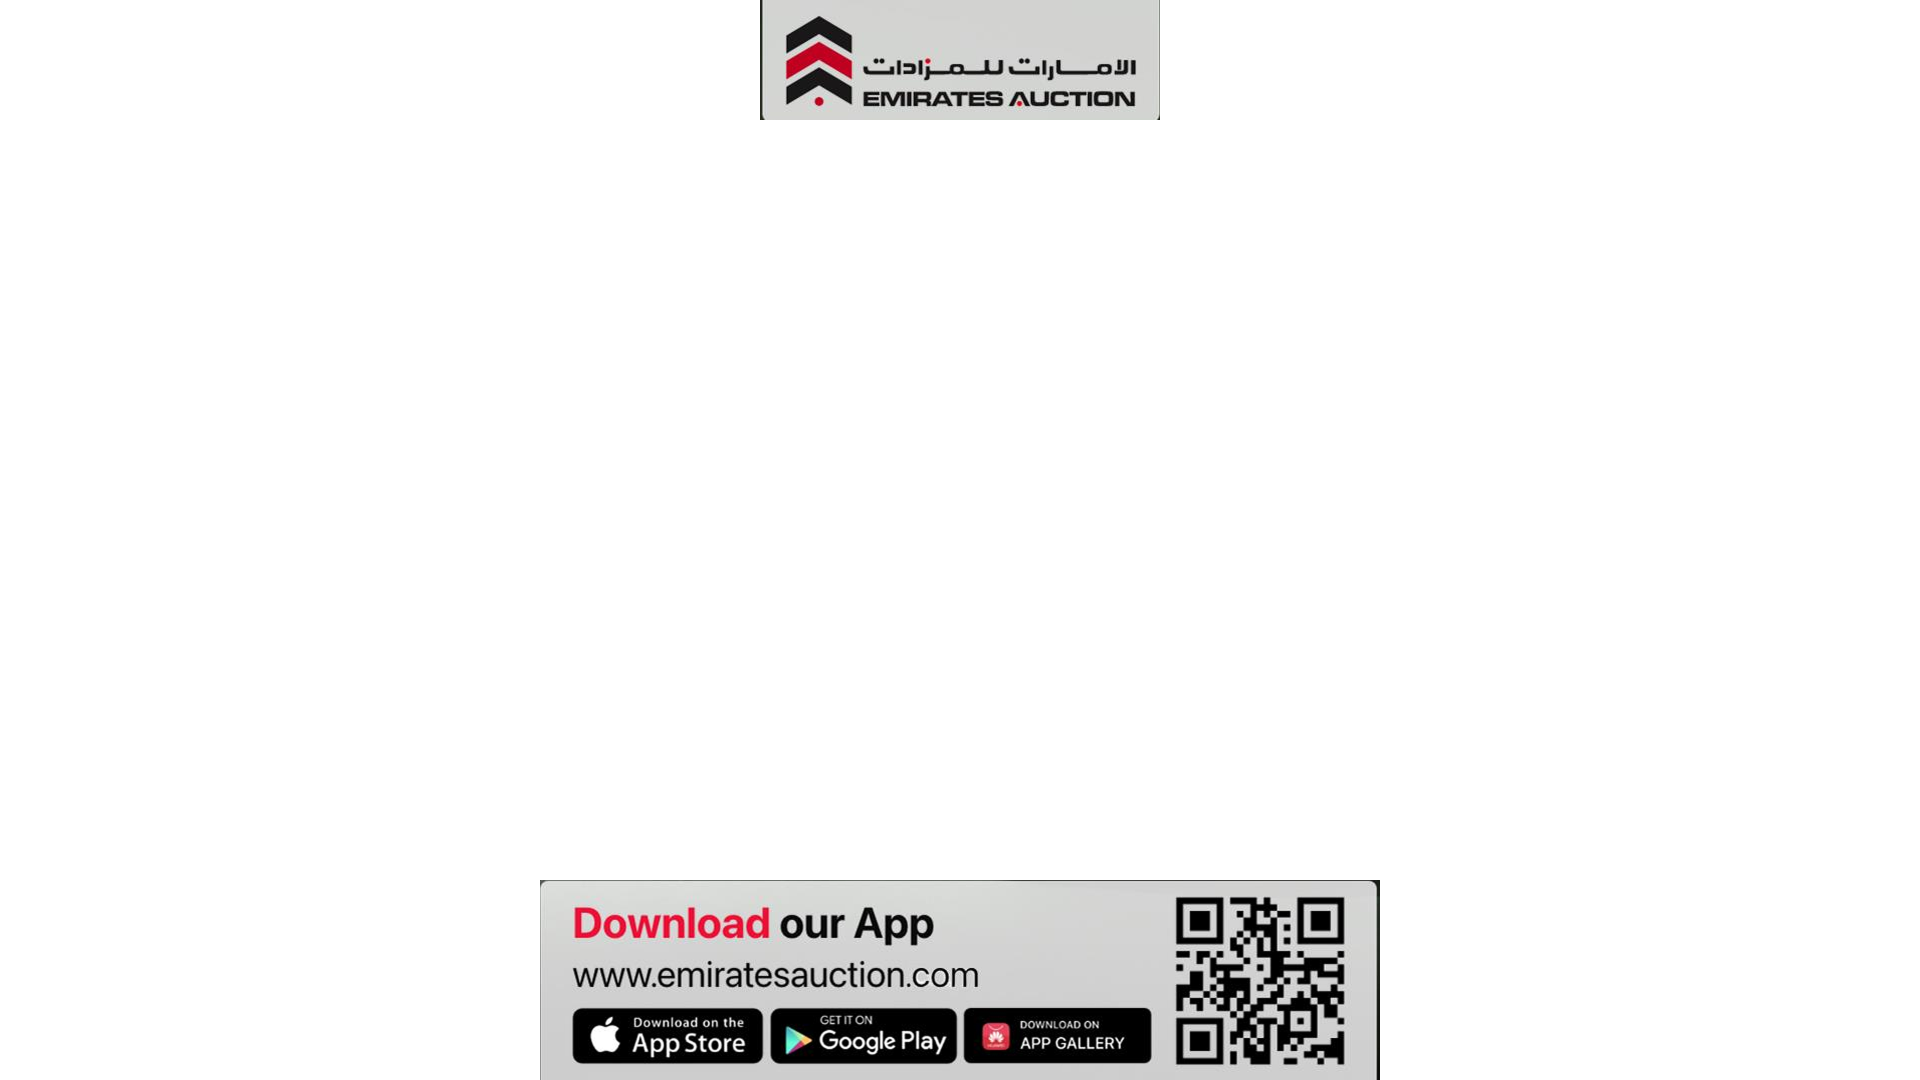 الامارات للمزادات
EMIRATES AUCTION
Download our App
www.emiratesauction.com
Download on the
App Store
GET IT ON
Google Play
DOWNLOAD ON
APP GALLERY